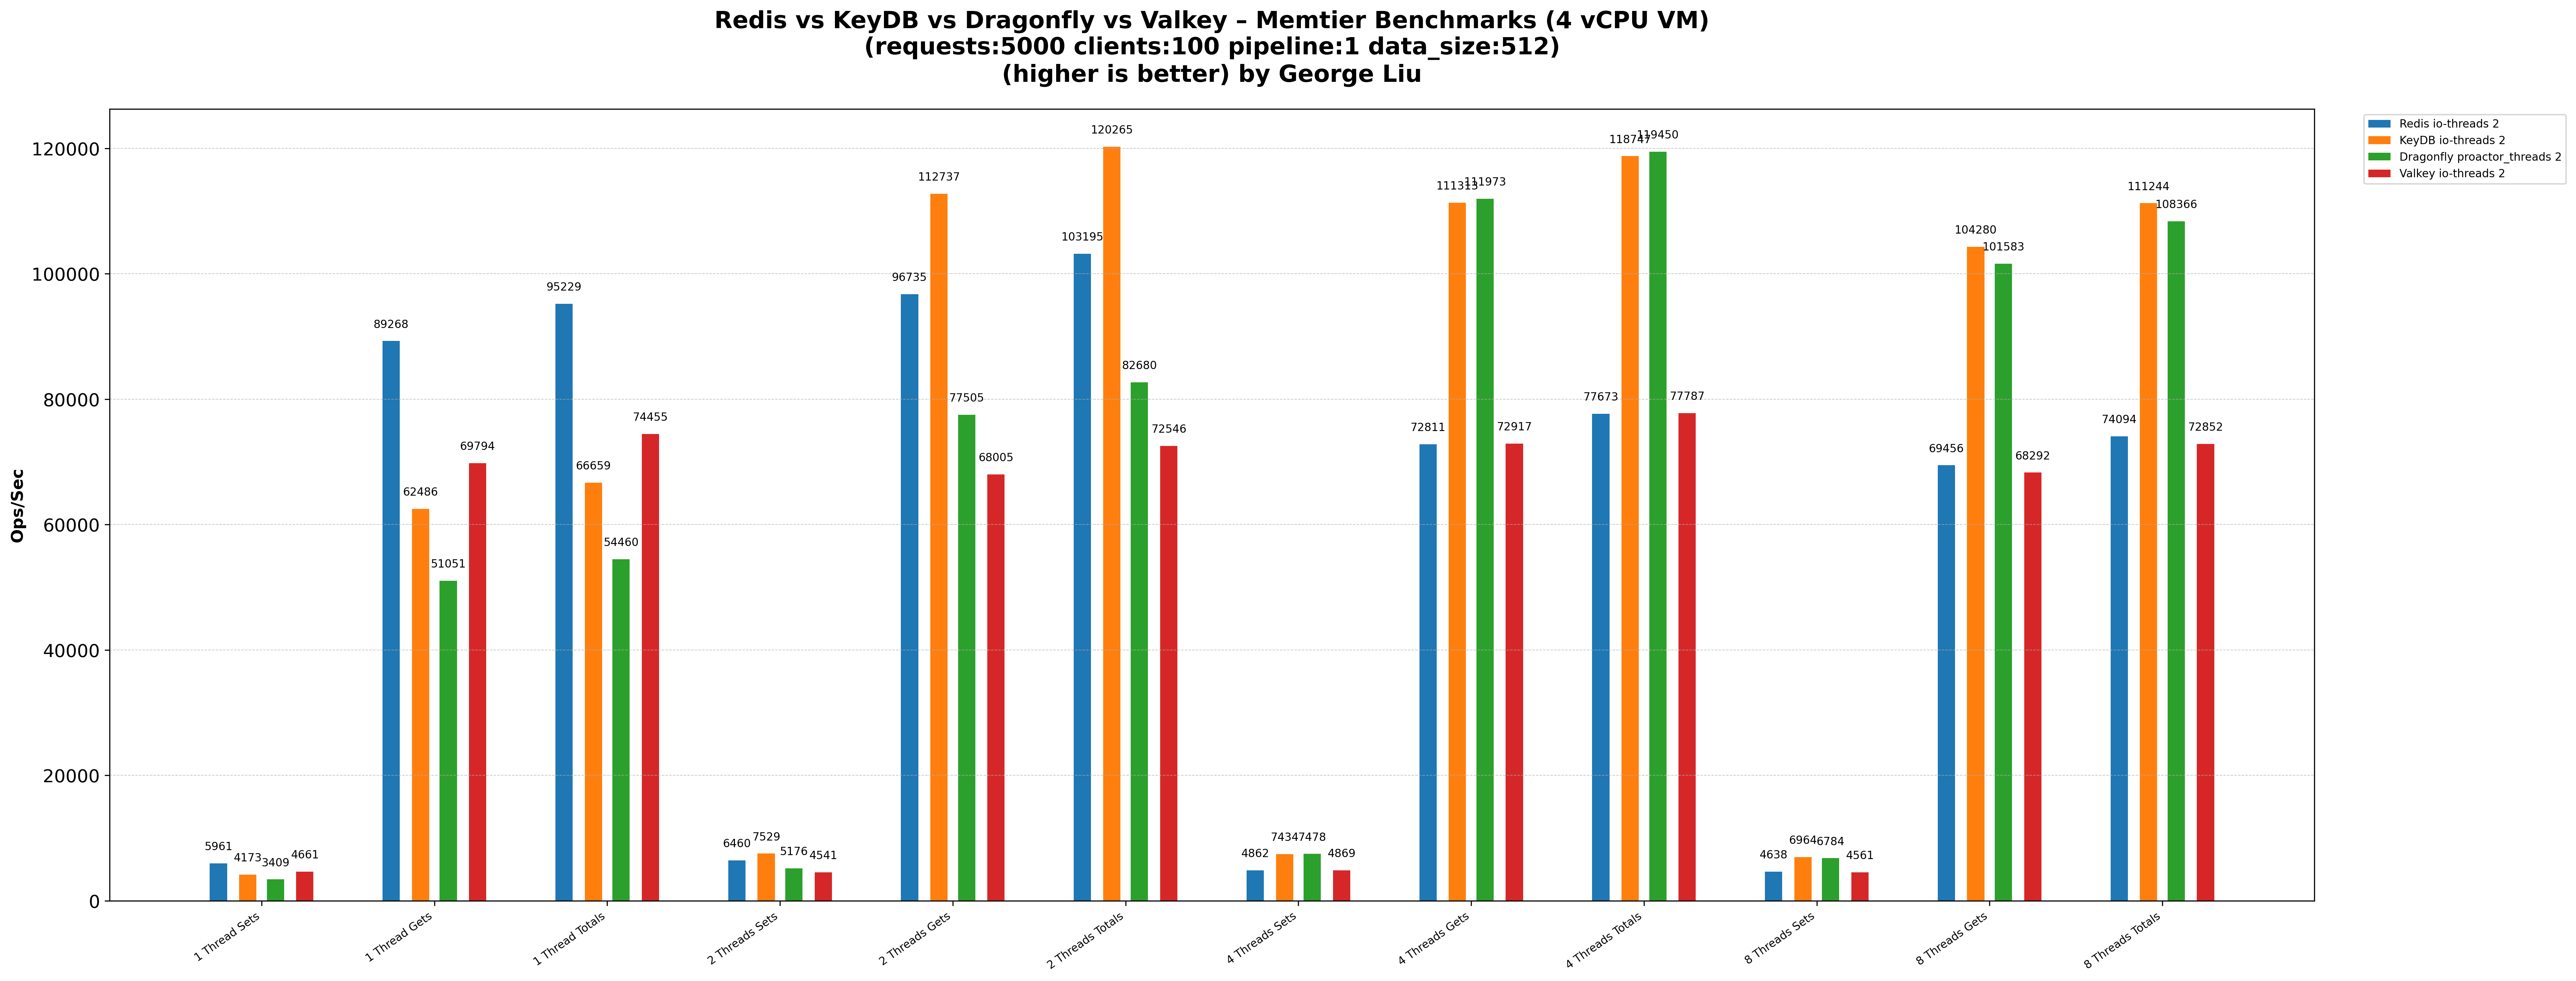 Redis vs KeyDB vs Dragonfly vs Valkey – Memtier Benchmarks (4 vCPU VM)
(requests:5000 clients:100 pipeline:1 data_size:512)
(higher is better) by George Liu
Redis io-threads 2
KeyDB io-threads 2
Dragonfly proactor_threads 2
Valkey io-threads 2
Ops/Sec
120000
100000
80000
60000
40000
20000
0
5961
4173
3409
4661
89268
62486
51051
69794
95229
66659
54460
74455
6460
7529
5176
4541
96735
112737
77505
68005
103195
120265
82680
72546
4862
7434
7478
4869
72811
111313
111973
72917
77673
118747
119450
77787
4638
6964
6784
4561
69456
104280
101583
68292
74094
111244
108366
72852
1 Thread Sets
1 Thread Gets
1 Thread Totals
2 Threads Sets
2 Threads Gets
2 Threads Totals
4 Threads Sets
4 Threads Gets
4 Threads Totals
8 Threads Sets
8 Threads Gets
8 Threads Totals